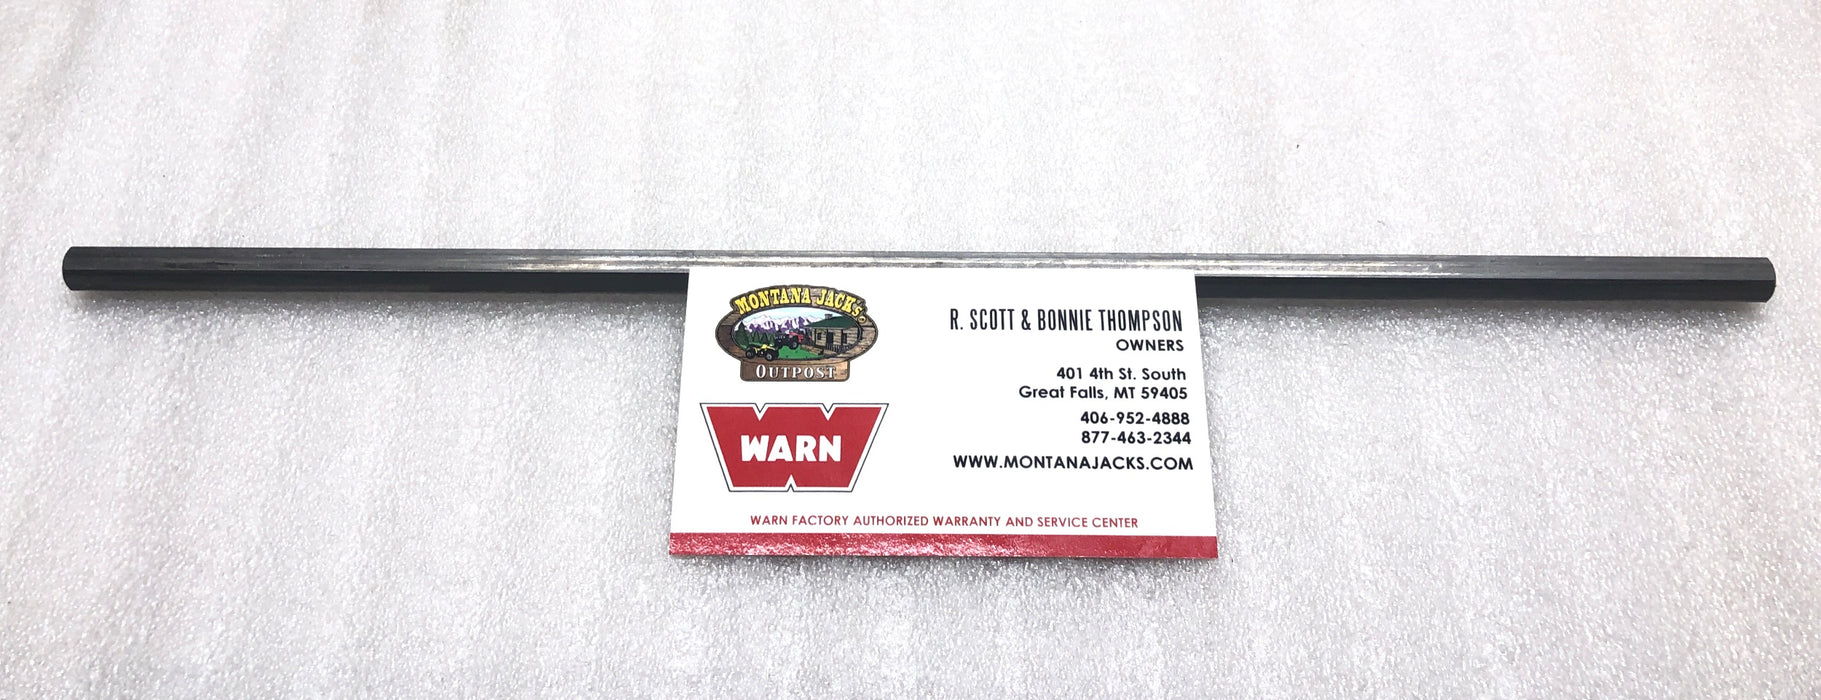 MONTANA JACK'S
OUTPOST
WARN
R. SCOTT & BONNIE THOMPSON
OWNERS
401 4th St. South
Great Falls, MT 59405
406-952-4888
877-463-2344
WWW.MONTANAJACKS.COM
WARN FACTORY AUTHORIZED WARRANTY AND SERVICE CENTER